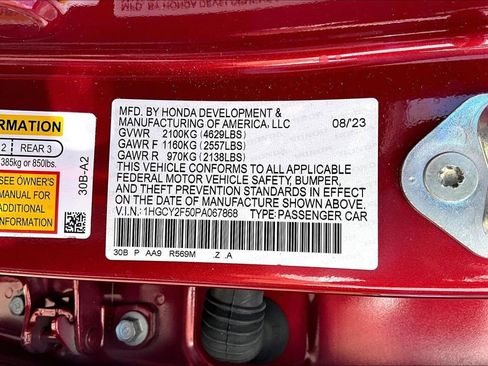 FORMATION
2 REAR 3
385kg or 850lbs.
SEE OWNER'S
MANUAL FOR
ADDITIONAL
INFORMATION
30B-A2
MFD. BY HONDA DEVELOPMENT &
MANUFACTURING OF AMERICA, LLC 08/23
GVWR 2100KG (4629LBS)
GAWR F 1160KG (2557LBS)
GAWR R 970KG (2138LBS)
THIS VEHICLE CONFORMS TO ALL APPLICABLE
FEDERAL MOTOR VEHICLE SAFETY, BUMPER,
AND THEFT PREVENTION STANDARDS IN EFFECT
ON THE DATE OF MANUFACTURE SHOWN ABOVE.
V.I.N.: 1HGCY2F50PA067868 TYPE: PASSENGER CAR
30B P AA9 R569M .Z .A